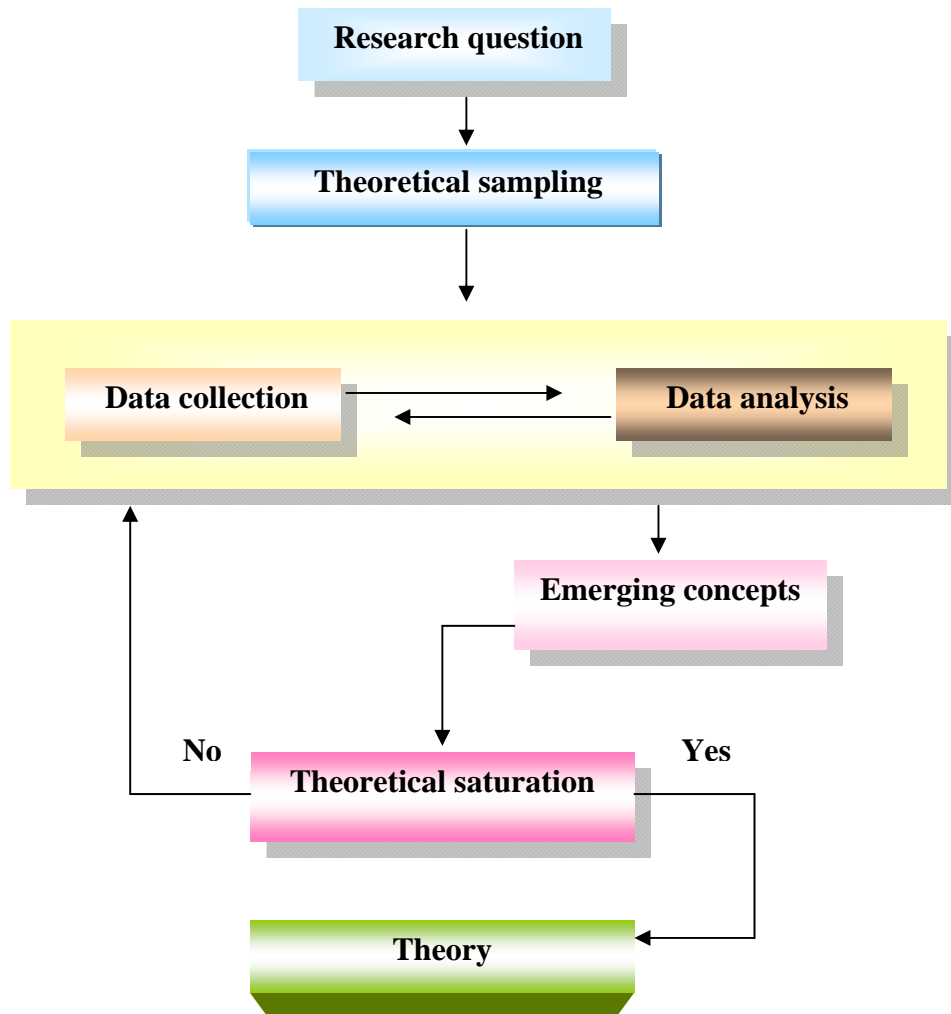 Research question
Theoretical sampling
Data collection
Data analysis
Emerging concepts
No
Yes
Theoretical saturation
Theory